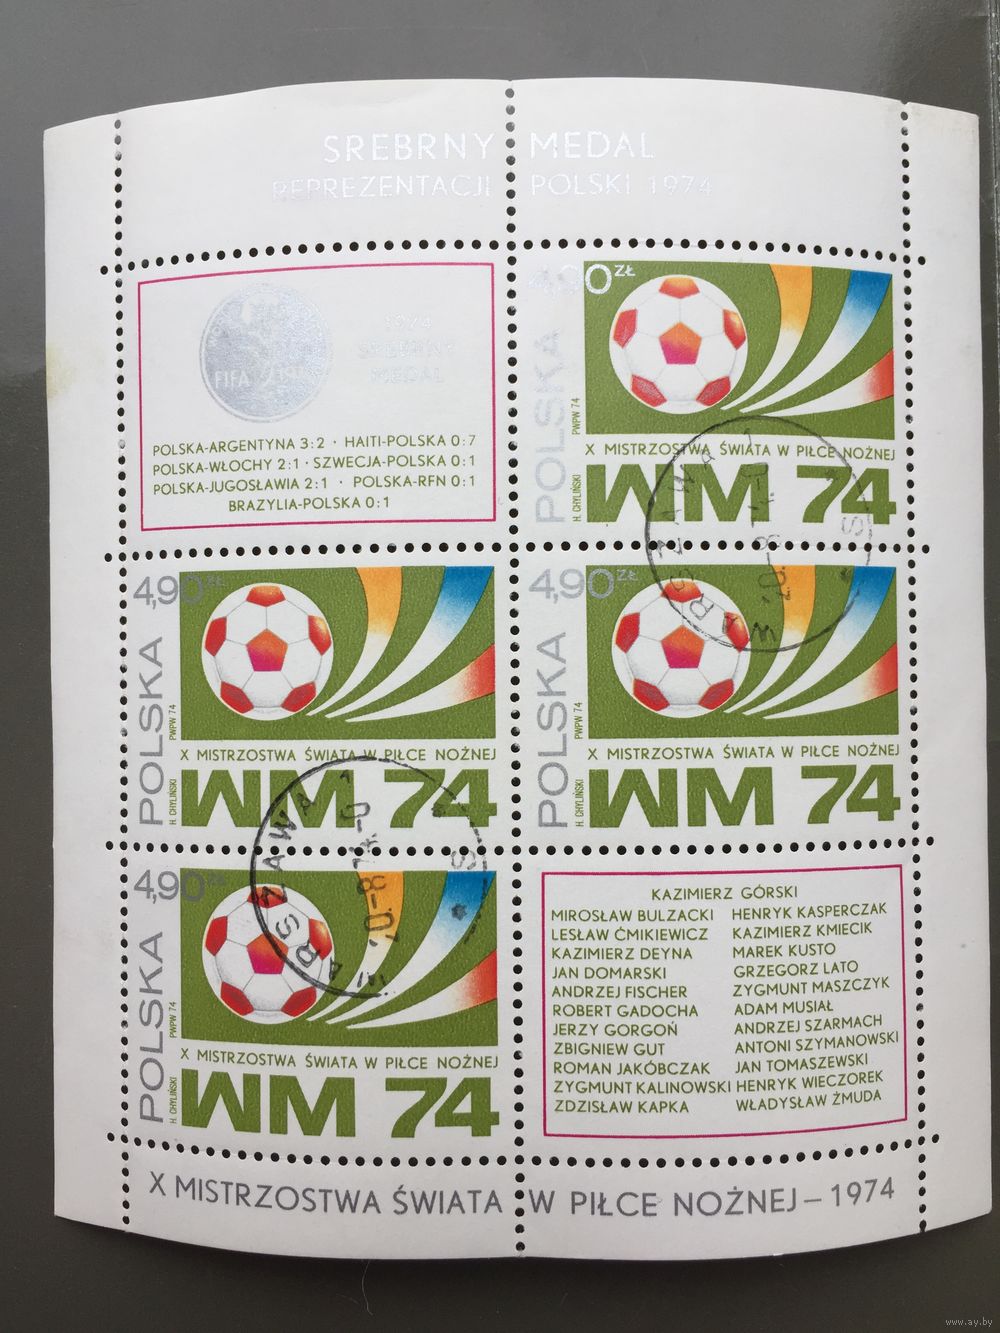 SREBRNY MEDAL
REPREZENTACJI POLSKI 1974
1974
SREBRNY
MEDAL
FIFA
POLSKA-ARGENTYNA 3:2 · HAITI-POLSKA 0:7
POLSKA-WŁOCHY 2:1 · SZWECJA-POLSKA 0:1
POLSKA-JUGOSŁAWIA 2:1 · POLSKA-RFN 0:1
BRAZYLIA-POLSKA 0:1
4,90 ZŁ
POLSKA
PWPW 74
X MISTRZOSTWA ŚWIATA W PIŁCE NOŻNEJ
H. CHYLIŃSKI
WM 74
4,90 ZŁ
POLSKA
PWPW 74
X MISTRZOSTWA ŚWIATA W PIŁCE NOŻNEJ
H. CHYLIŃSKI
WM 74
4,90 ZŁ
POLSKA
PWPW 74
X MISTRZOSTWA ŚWIATA W PIŁCE NOŻNEJ
H. CHYLIŃSKI
WM 74
WARSZAWA 1
WARSZAWA 1
4,90 ZŁ
POLSKA
PWPW 74
X MISTRZOSTWA ŚWIATA W PIŁCE NOŻNEJ
H. CHYLIŃSKI
WM 74
KAZIMIERZ GÓRSKI
MIROSŁAW BULZACKI HENRYK KASPERCZAK
LESŁAW ĆMIKIEWICZ KAZIMIERZ KMIECIK
KAZIMIERZ DEYNA MAREK KUSTO
JAN DOMARSKI GRZEGORZ LATO
ANDRZEJ FISCHER ZYGMUNT MASZCZYK
ROBERT GADOCHA ADAM MUSIAŁ
JERZY GORGOŃ ANDRZEJ SZARMACH
ZBIGNIEW GUT ANTONI SZYMANOWSKI
ROMAN JAKÓBCZAK JAN TOMASZEWSKI
ZYGMUNT KALINOWSKI HENRYK WIECZOREK
ZDZISŁAW KAPKA WŁADYSŁAW ŻMUDA
X MISTRZOSTWA ŚWIATA W PIŁCE NOŻNEJ – 1974
www.ay.by